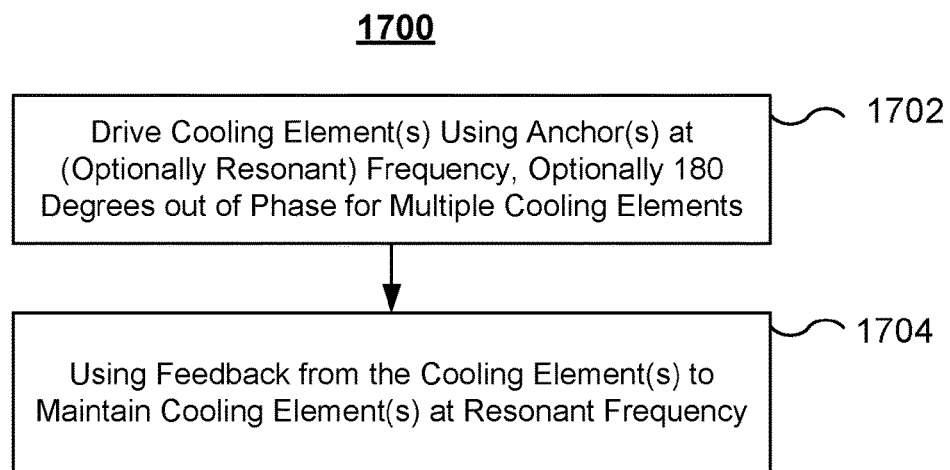 1700
Drive Cooling Element(s) Using Anchor(s) at
(Optionally Resonant) Frequency, Optionally 180
Degrees out of Phase for Multiple Cooling Elements
1702
Using Feedback from the Cooling Element(s) to
Maintain Cooling Element(s) at Resonant Frequency
1704